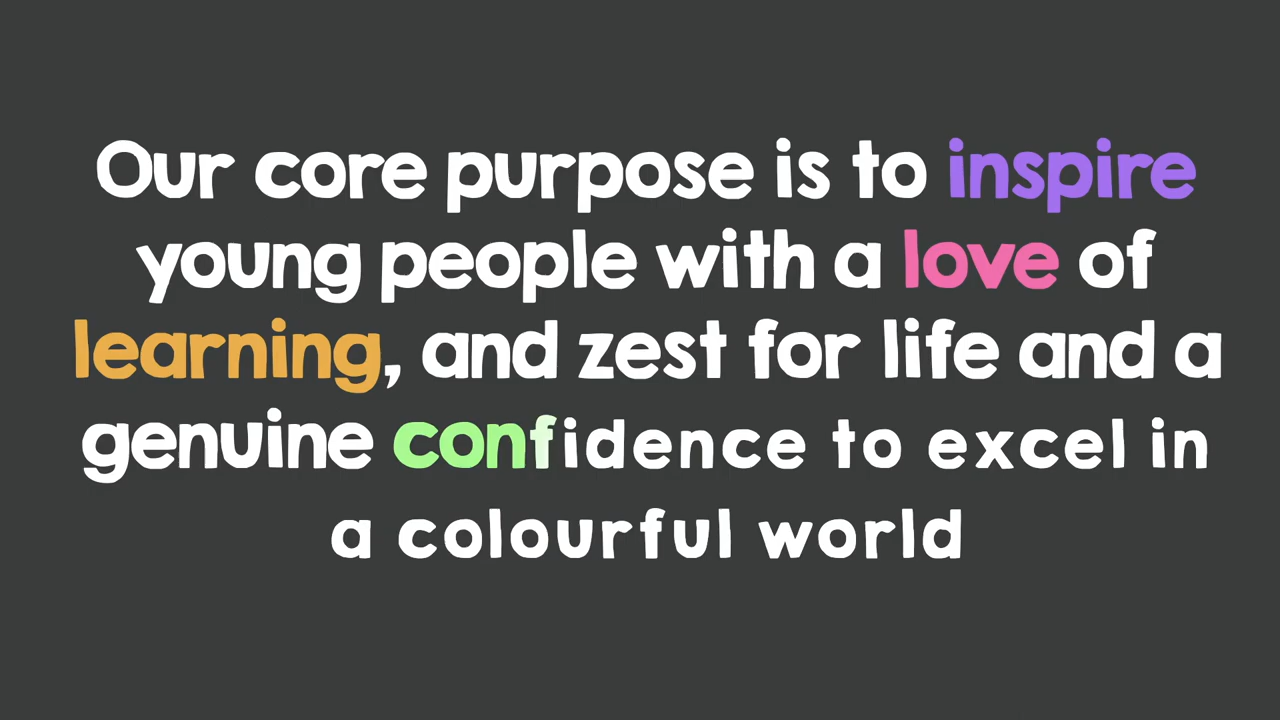 Our core purpose is to inspire
young people with a love of
learning, and zest for life and a
genuine confidence to excel in
a colourful world